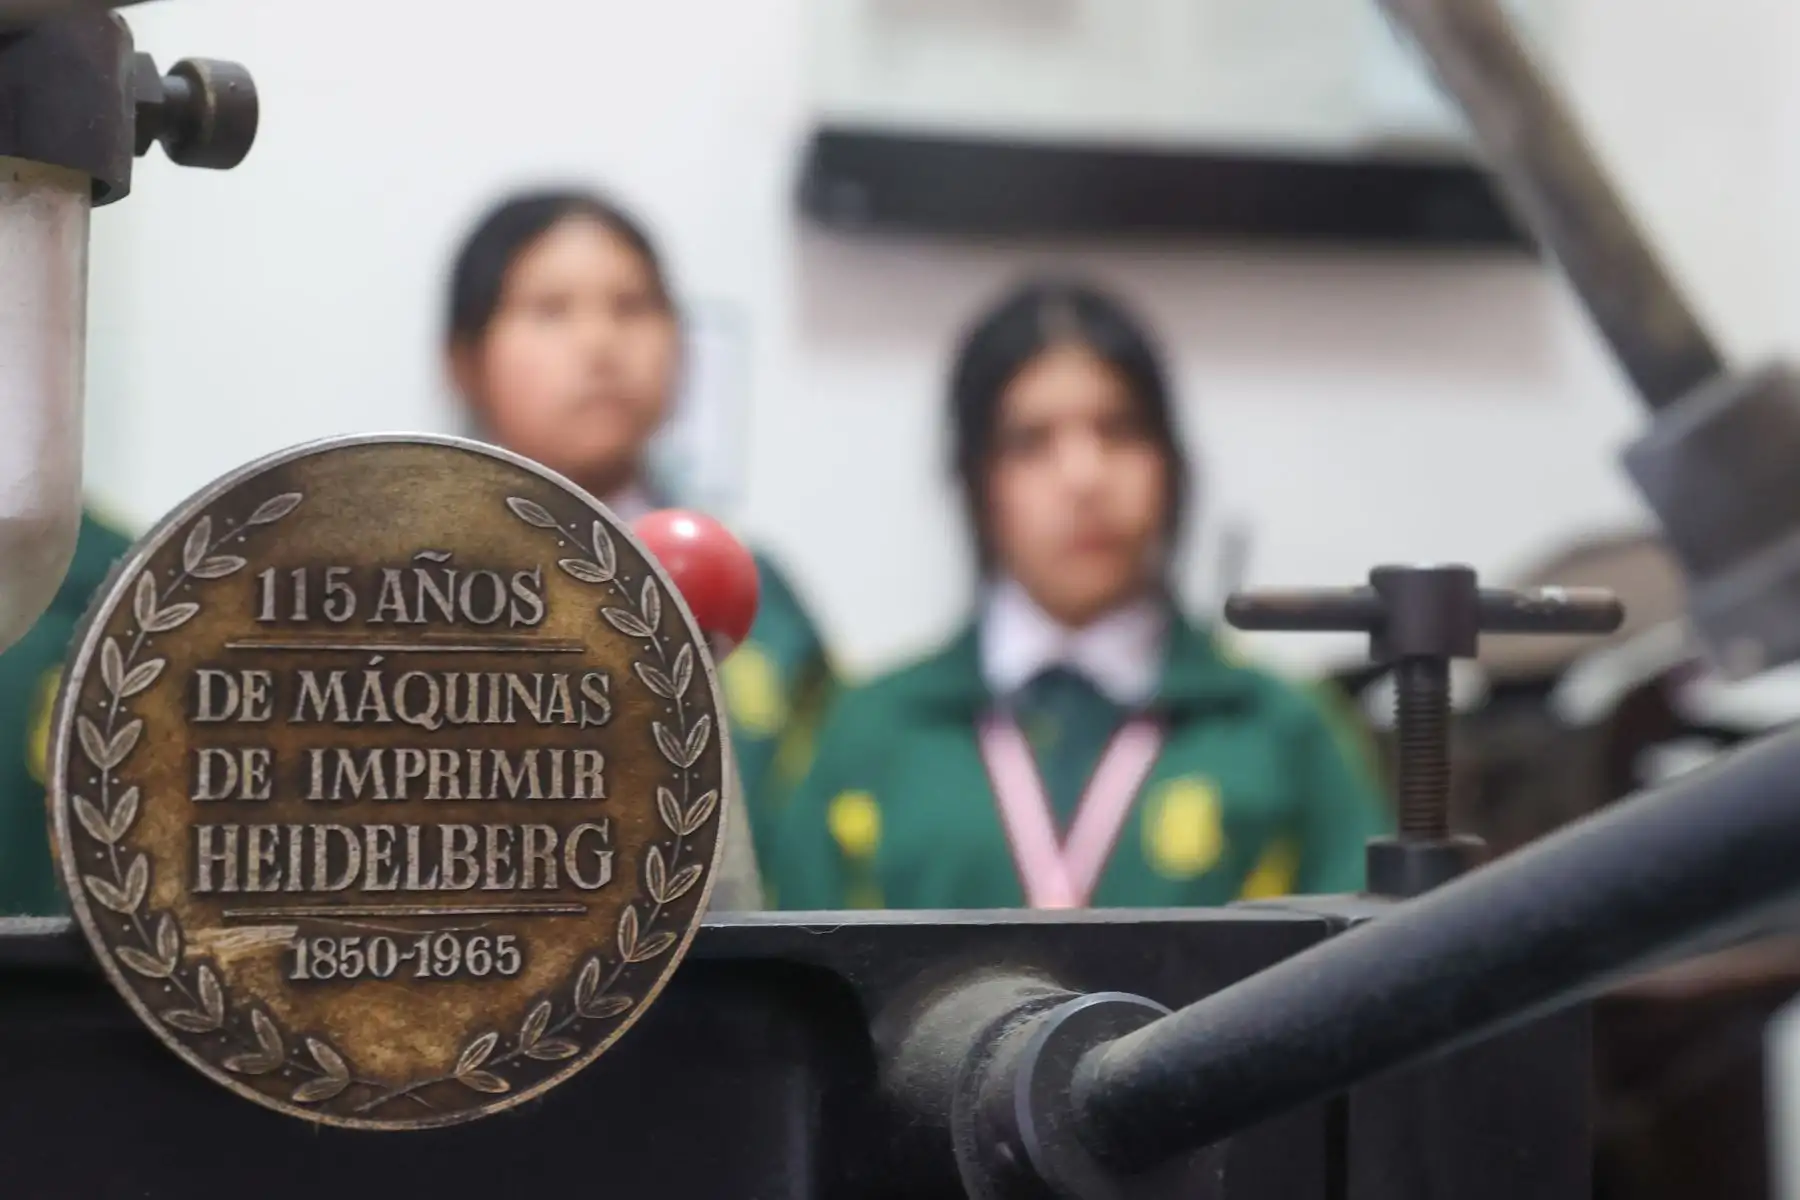 115 AÑOS
DE MÁQUINAS
DE IMPRIMIR
HEIDELBERG
1850-1965